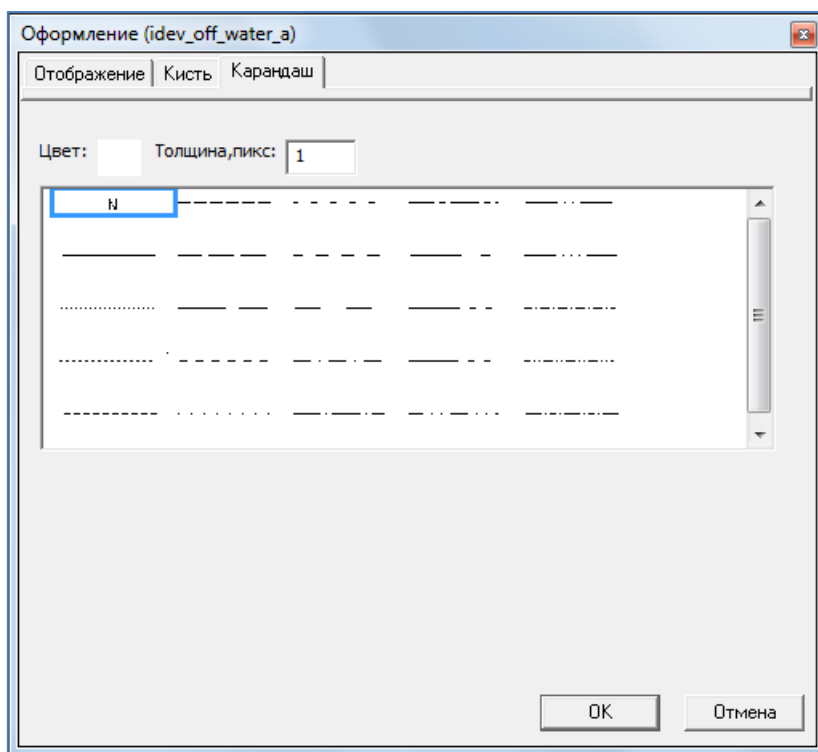 Оформление (idev_off_water_a)
Отображение Кисть Карандаш
Цвет: Толщина,пикс: 1
N
OK Отмена